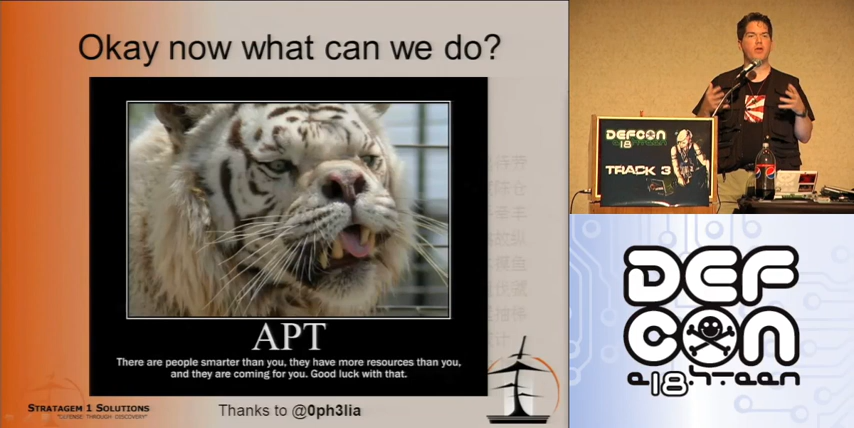 Okay now what can we do?
APT
There are people smarter than you, they have more resources than you,
and they are coming for you. Good luck with that.
STRATAGEM 1 SOLUTIONS
Thanks to @0ph3lia
DEFCON
TRACK 3
DEF
CON